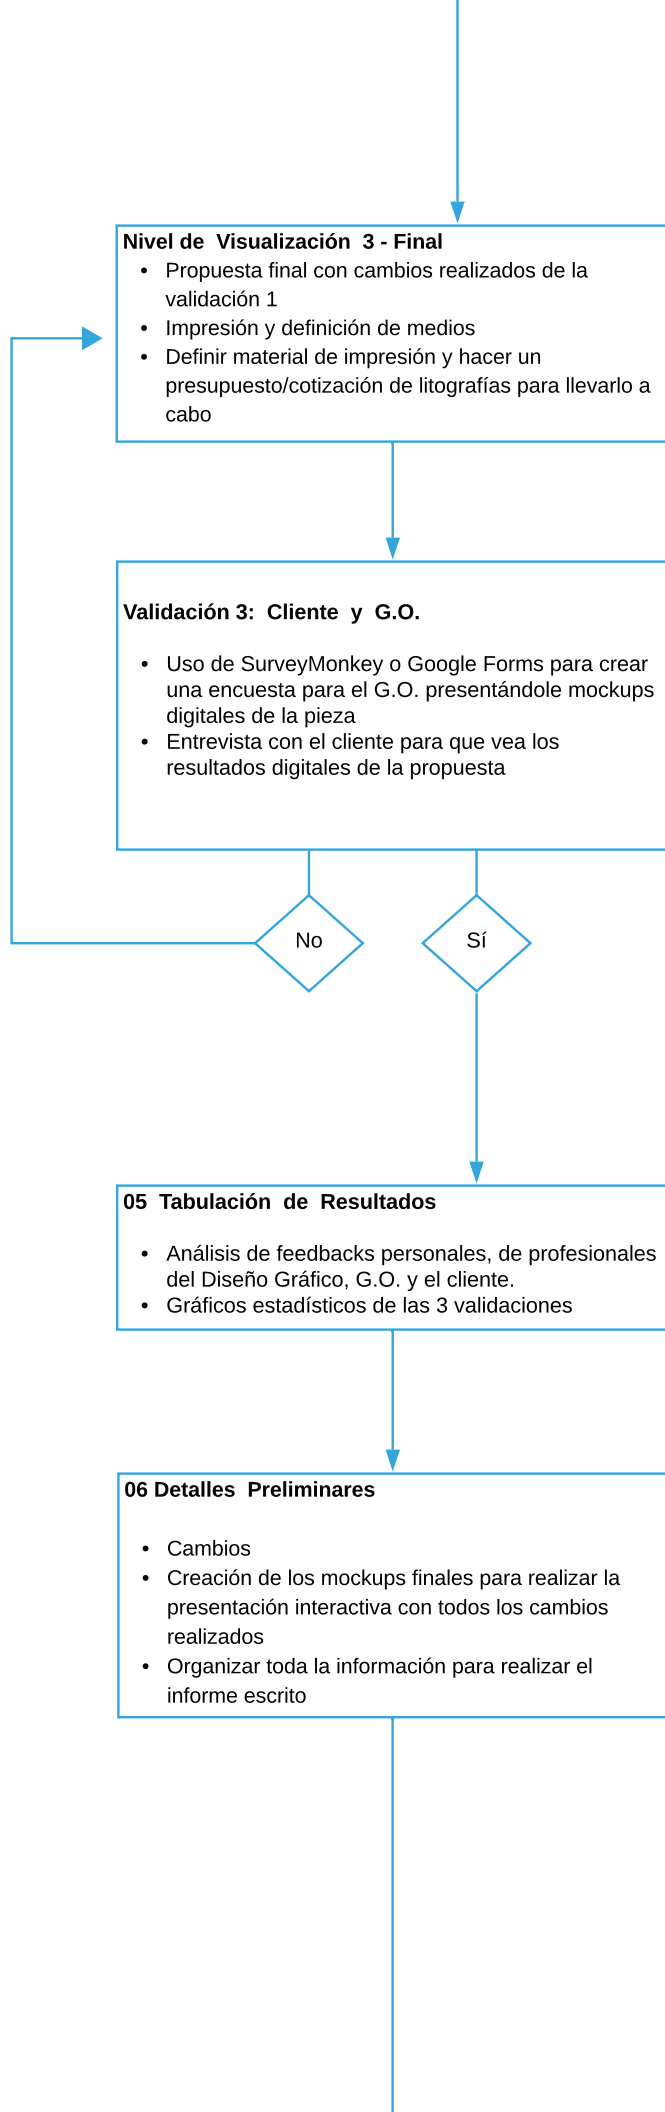 Nivel de Visualización 3 - Final
• Propuesta final con cambios realizados de la
validación 1
• Impresión y definición de medios
• Definir material de impresión y hacer un
presupuesto/cotización de litografías para llevarlo a
cabo
Validación 3: Cliente y G.O.
• Uso de SurveyMonkey o Google Forms para crear
una encuesta para el G.O. presentándole mockups
digitales de la pieza
• Entrevista con el cliente para que vea los
resultados digitales de la propuesta
No
Sí
05 Tabulación de Resultados
• Análisis de feedbacks personales, de profesionales
del Diseño Gráfico, G.O. y el cliente.
• Gráficos estadísticos de las 3 validaciones
06 Detalles Preliminares
• Cambios
• Creación de los mockups finales para realizar la
presentación interactiva con todos los cambios
realizados
• Organizar toda la información para realizar el
informe escrito